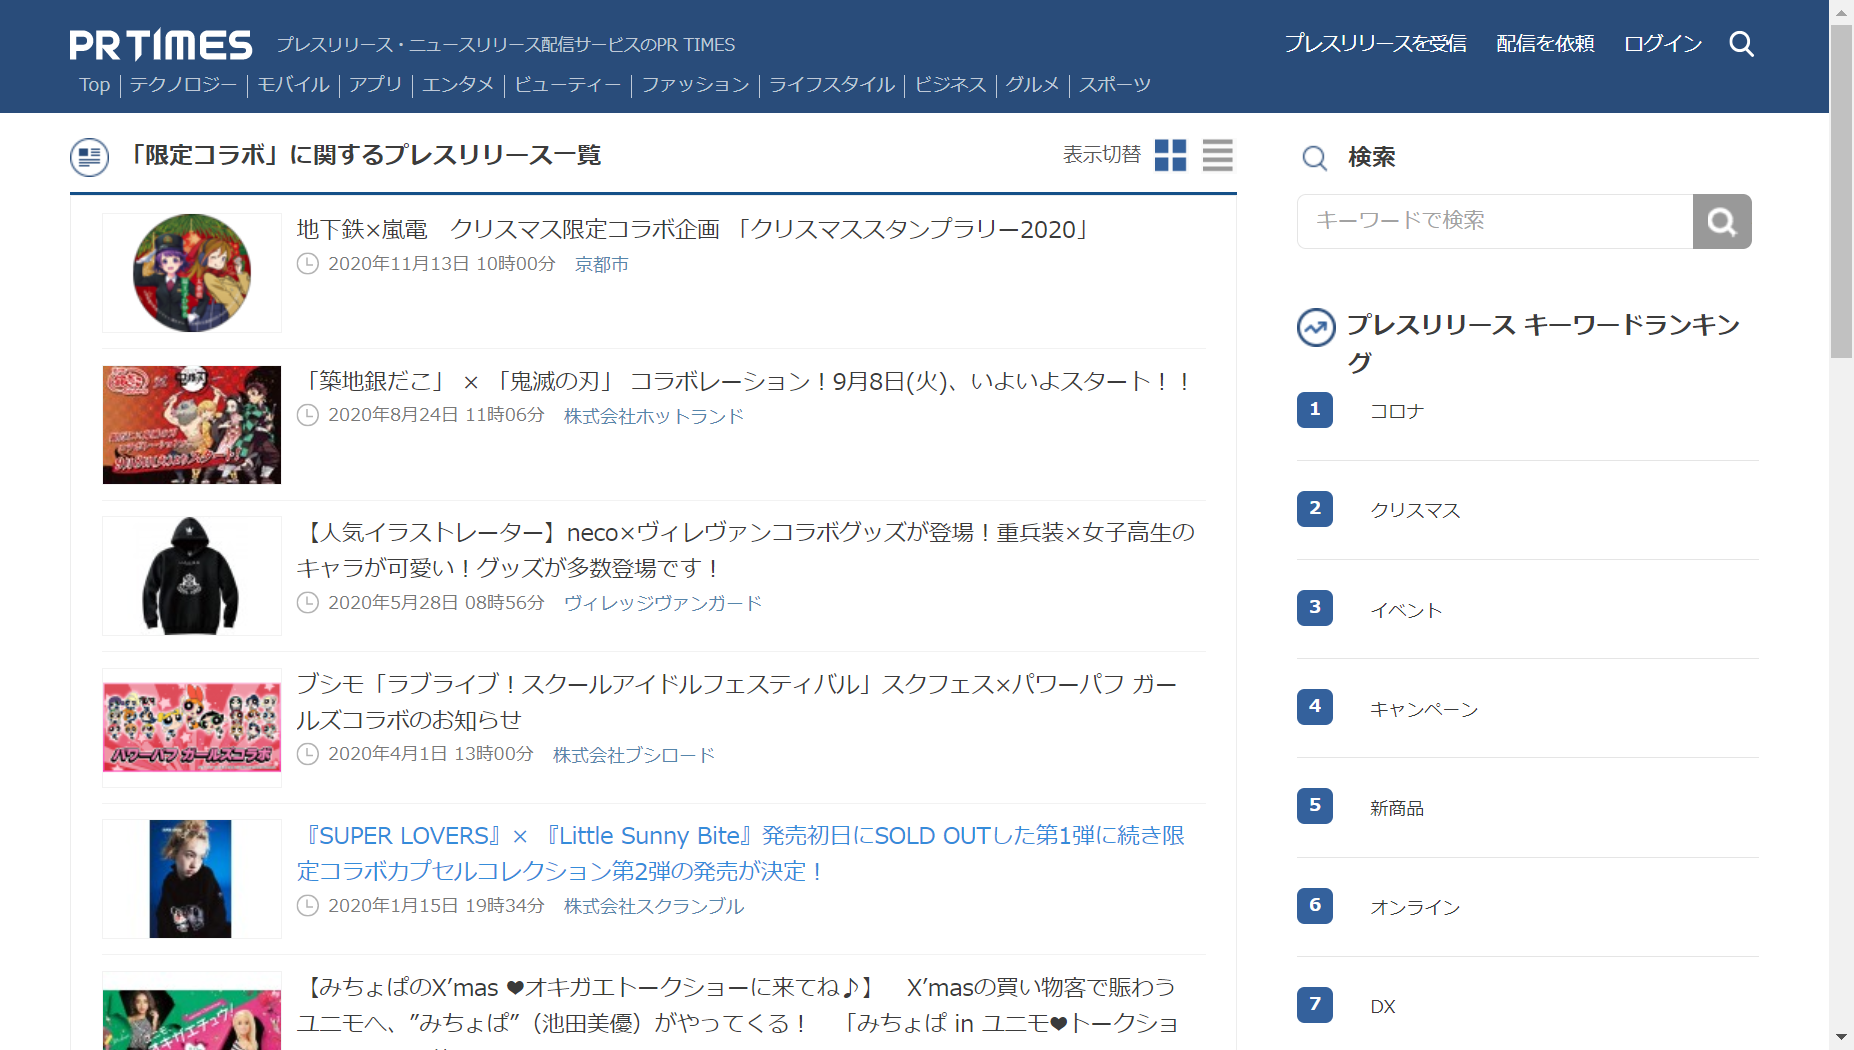 PR TIMES プレスリリース・ニュースリリース配信サービスのPR TIMES
プレスリリースを受信 配信を依頼 ログイン
Top テクノロジー モバイル アプリ エンタメ ビューティー ファッション ライフスタイル ビジネス グルメ スポーツ
「限定コラボ」に関するプレスリリース一覧
表示切替
地下鉄×嵐電　クリスマス限定コラボ企画 「クリスマススタンプラリー2020」
2020年11月13日 10時00分 京都市
「築地銀だこ」 × 「鬼滅の刃」 コラボレーション！9月8日(火)、いよいよスタート！！
2020年8月24日 11時06分 株式会社ホットランド
【人気イラストレーター】neco×ヴィレヴァンコラボグッズが登場！重兵装×女子高生の
キャラが可愛い！グッズが多数登場です！
2020年5月28日 08時56分 ヴィレッジヴァンガード
ブシモ「ラブライブ！スクールアイドルフェスティバル」スクフェス×パワーパフ ガー
ルズコラボのお知らせ
2020年4月1日 13時00分 株式会社ブシロード
パワーパフ ガールズコラボ
『SUPER LOVERS』× 『Little Sunny Bite』発売初日にSOLD OUTした第1弾に続き限
定コラボカプセルコレクション第2弾の発売が決定！
2020年1月15日 19時34分 株式会社スクランブル
【みちょぱのX’mas ❤オキガエトークショーに来てね♪】　X’masの買い物客で賑わう
ユニモへ、”みちょぱ”（池田美優）がやってくる！　「みちょぱ in ユニモ❤トークショ
検索
キーワードで検索
プレスリリース キーワードランキン
グ
1 コロナ
2 クリスマス
3 イベント
4 キャンペーン
5 新商品
6 オンライン
7 DX